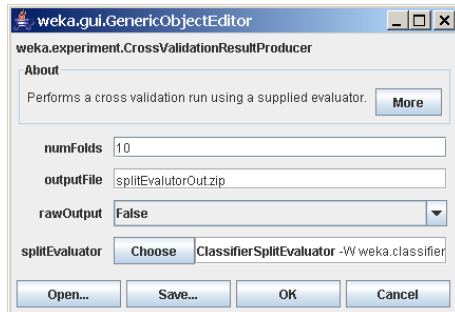 weka.gui.GenericObjectEditor
weka.experiment.CrossValidationResultProducer
About
Performs a cross validation run using a supplied evaluator.
More
numFolds 10
outputFile splitEvalutorOut.zip
rawOutput False
splitEvaluator Choose ClassifierSplitEvaluator -W weka.classifier
Open... Save... OK Cancel